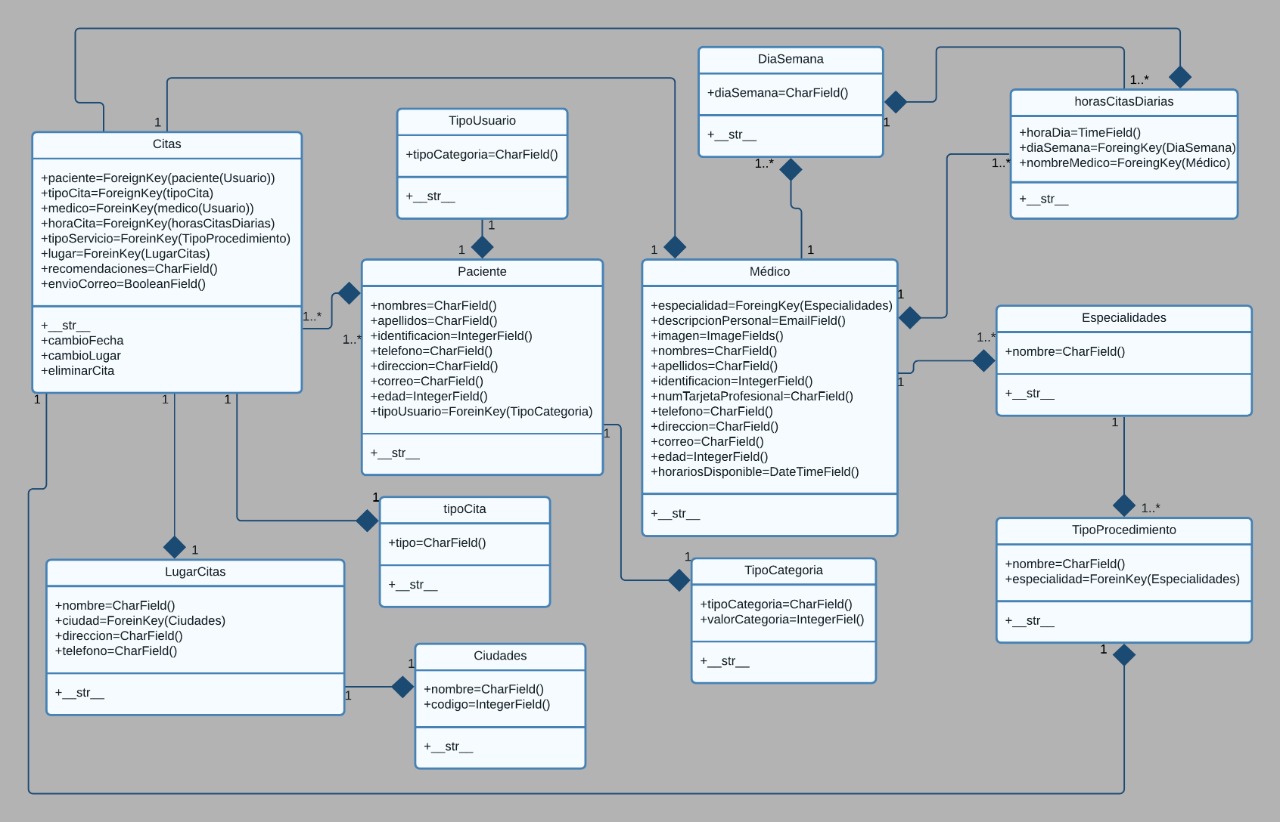 DiaSemana
+diaSemana=CharField()
+__str__
1
1..*
1..*
horasCitasDiarias
+horaDia=TimeField()
+diaSemana=ForeingKey(DiaSemana)
+nombreMedico=ForeingKey(Médico)
+__str__
1..*
1
Citas
+paciente=ForeignKey(paciente(Usuario))
+tipoCita=ForeignKey(tipoCita)
+medico=ForeinKey(medico(Usuario))
+horaCita=ForeignKey(horasCitasDiarias)
+tipoServicio=ForeinKey(TipoProcedimiento)
+lugar=ForeinKey(LugarCitas)
+recomendaciones=CharField()
+envioCorreo=BooleanField()
+__str__
+cambioFecha
+cambioLugar
+eliminarCita
1..*
1
1
1
TipoUsuario
+tipoCategoria=CharField()
+__str__
1
1
1..*
Paciente
+nombres=CharField()
+apellidos=CharField()
+identificacion=IntegerField()
+telefono=CharField()
+direccion=CharField()
+correo=CharField()
+edad=IntegerField()
+tipoUsuario=ForeinKey(TipoCategoria)
+__str__
1
1
1
1
1
Médico
+especialidad=ForeingKey(Especialidades)
+descripcionPersonal=EmailField()
+imagen=ImageFields()
+nombres=CharField()
+apellidos=CharField()
+identificacion=IntegerField()
+numTarjetaProfesional=CharField()
+telefono=CharField()
+direccion=CharField()
+correo=CharField()
+edad=IntegerField()
+horariosDisponible=DateTimeField()
+__str__
1..*
Especialidades
+nombre=CharField()
+__str__
1
1..*
TipoProcedimiento
+nombre=CharField()
+especialidad=ForeinKey(Especialidades)
+__str__
1
1
tipoCita
+tipo=CharField()
+__str__
1
LugarCitas
+nombre=CharField()
+ciudad=ForeinKey(Ciudades)
+direccion=CharField()
+telefono=CharField()
+__str__
1
1
Ciudades
+nombre=CharField()
+codigo=IntegerField()
+__str__
1
TipoCategoria
+tipoCategoria=CharField()
+valorCategoria=IntegerFiel()
+__str__